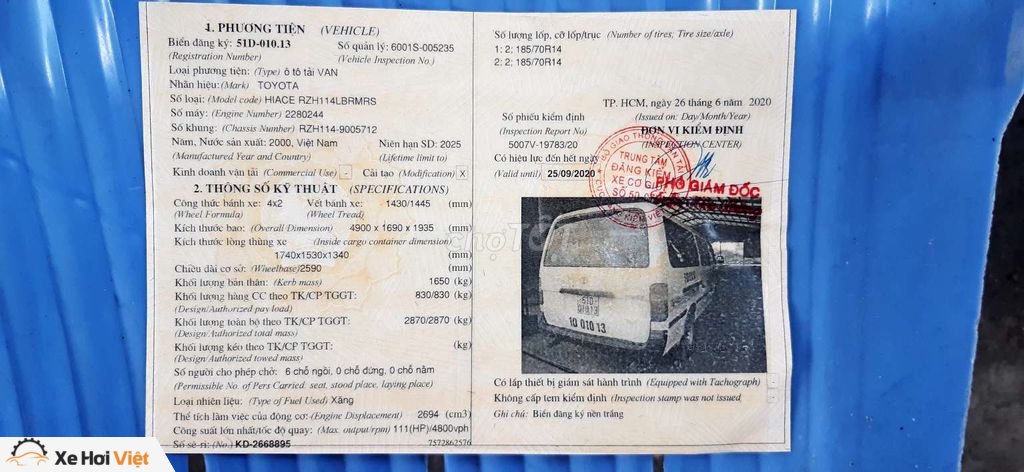 1. PHƯƠNG TIỆN (VEHICLE)
Biển đăng ký: 51D-010.13 Số quản lý: 6001S-005235
(Registration Number) (Vehicle Inspection No.)
Loại phương tiện: (Type) ô tô tải VAN
Nhãn hiệu: (Mark) TOYOTA
Số loại: (Model code) HIACE RZH114LBRMRS
Số máy: (Engine Number) 2280244
Số khung: (Chassis Number) RZH114-9005712
Năm, Nước sản xuất: 2000, Việt Nam Niên hạn SD: 2025
(Manufactured Year and Country) (Lifetime limit to)
Kinh doanh vận tải (Commercial Use) - Cải tạo (Modification) X
2. THÔNG SỐ KỸ THUẬT (SPECIFICATIONS)
Công thức bánh xe: 4x2 Vết bánh xe: 1430/1445 (mm)
(Wheel Formula) (Wheel Tread)
Kích thước bao: (Overall Dimension) 4900 x 1690 x 1935 (mm)
Kích thước lòng thùng xe (Inside cargo container dimension)
1740x1530x1340 (mm)
Chiều dài cơ sở: (Wheelbase) 2590 (mm)
Khối lượng bản thân: (Kerb mass) 1650 (kg)
Khối lượng hàng CC theo TK/CP TGGT: 830/830 (kg)
(Design/Authorized pay load)
Khối lượng toàn bộ theo TK/CP TGGT: 2870/2870 (kg)
(Design/Authorized total mass)
Khối lượng kéo theo TK/CP TGGT: (kg)
(Design/Authorized towed mass)
Số người cho phép chở: 6 chỗ ngồi, 0 chỗ đứng, 0 chỗ nằm
(Permissible No. of Pers Carried: seat, stood place, laying place)
Loại nhiên liệu: (Type of Fuel Used) Xăng
Thể tích làm việc của động cơ: (Engine Displacement) 2694 (cm3)
Công suất lớn nhất/tốc độ quay: (Max. output/rpm) 111(HP)/4800vph
Số sê ri: (No.) KD-2668895 7572862576
Số lượng lốp, cỡ lốp/trục (Number of tires; Tire size/axle)
1: 2; 185/70R14
2: 2; 185/70R14
TP. HCM, ngày 26 tháng 6 năm 2020
Số phiếu kiểm định (Issued on: Day/Month/Year)
(Inspection Report No) ĐƠN VỊ KIỂM ĐỊNH
5007V-19783/20 (INSPECTION CENTER)
Có hiệu lực đến hết ngày
Valid until 25/09/2020
TRUNG TÂM
ĐĂNG KIỂM
XE CƠ GIỚI
PHÓ GIÁM ĐỐC
chợTỐT
51D
010.13
10 010 13
Có lắp thiết bị giám sát hành trình (Equipped with Tachograph)
Không cấp tem kiểm định (Inspection stamp was not issued)
Ghi chú: Biển đăng ký nền trắng
Xe Hơi Việt